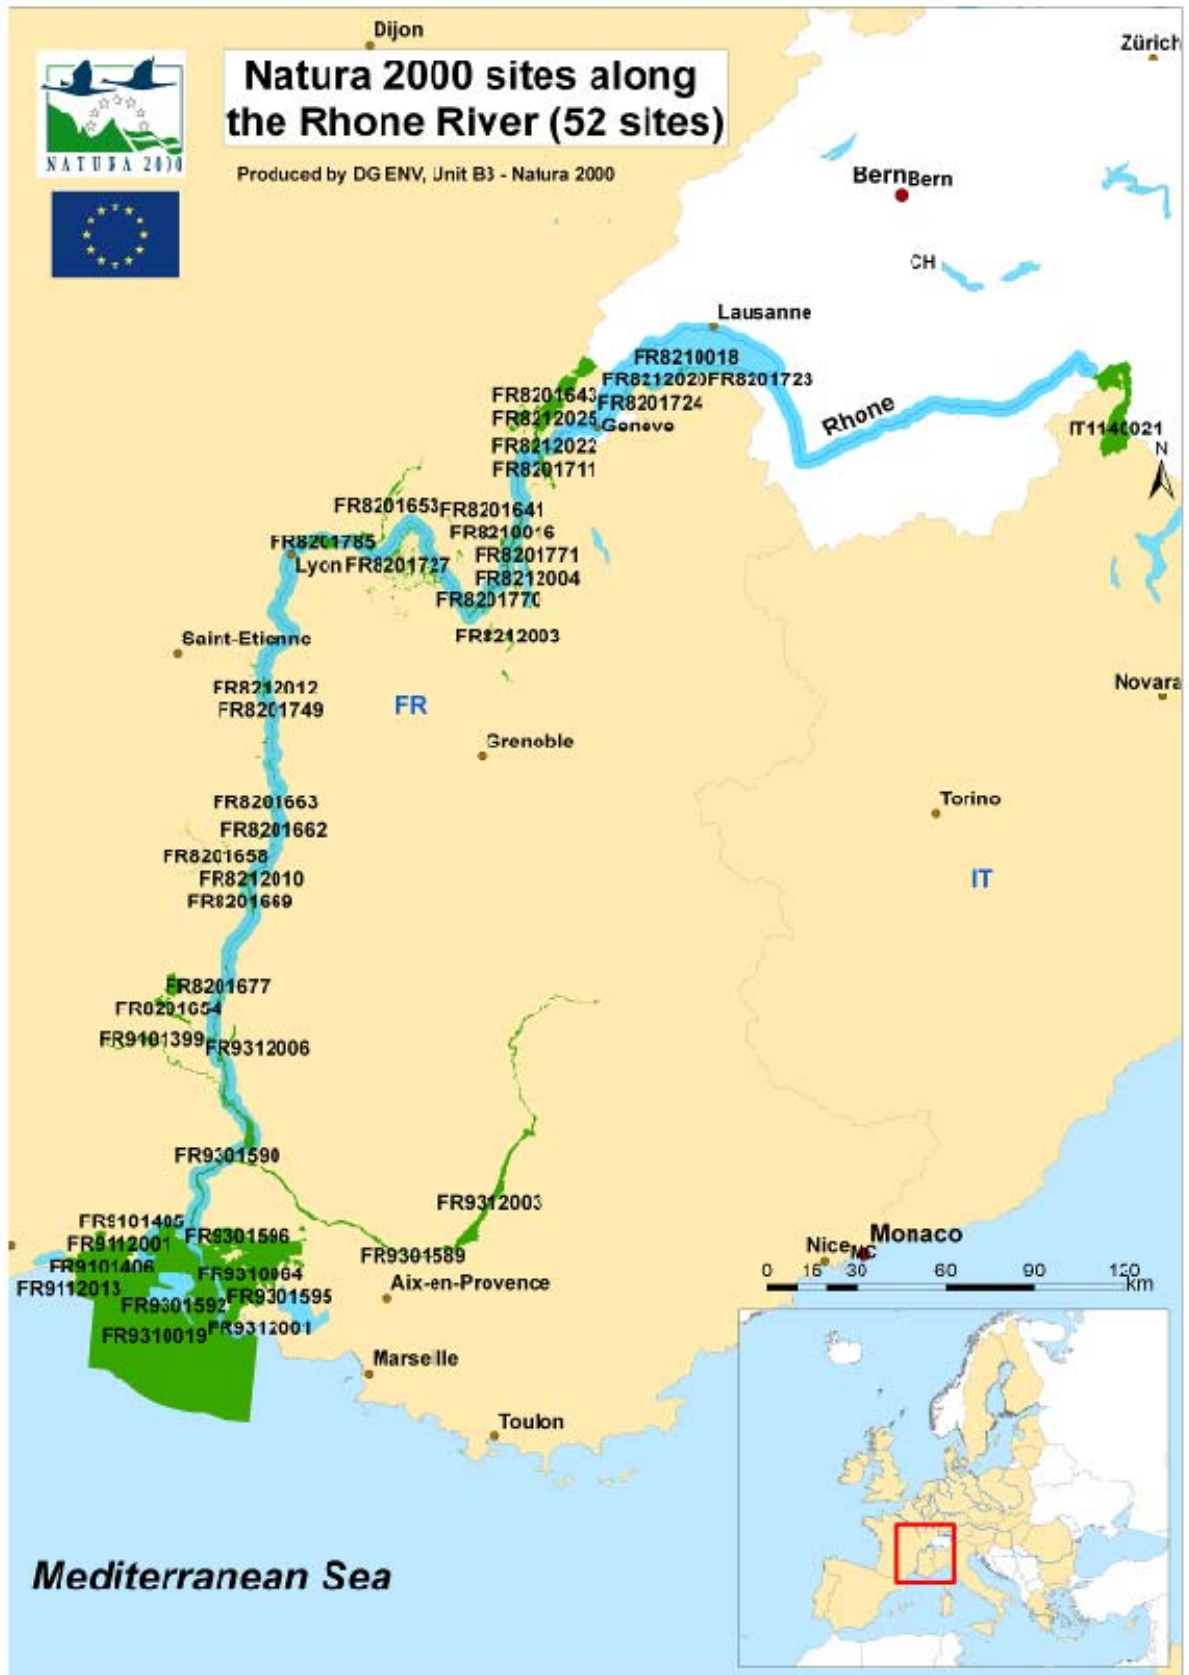 Dijon
Zürich
Natura 2000 sites along
the Rhone River (52 sites)
NATURA 2000
Produced by DG ENV, Unit B3 - Natura 2000
Bern Bern
CH
Lausanne
FR8210018
FR8212020 FR8201723
FR8201643 FR8201724
FR8212025 Geneve
Rhone
IT1140021
N
FR8212022
FR8201711
FR8201653 FR8201641
FR8210016
FR8201785
FR8201771
Lyon FR8201727
FR8212004
FR8201770
FR8212003
Saint-Etienne
FR8212012
FR8201749
FR
Novara
Grenoble
Torino
FR8201663
FR8201662
FR8201658
FR8212010
FR8201669
IT
FR8201677
FR8201654
FR9101399 FR9312006
FR9301590
FR9312003
FR9101405
FR9301596
FR9112001
FR9101406
FR9301589
FR9310064
FR9112013
FR9301595
FR9301592
Aix-en-Provence
FR9310019 FR9312001
Nice MC Monaco
0 15 30 60 90 120
km
Marseille
Toulon
Mediterranean Sea